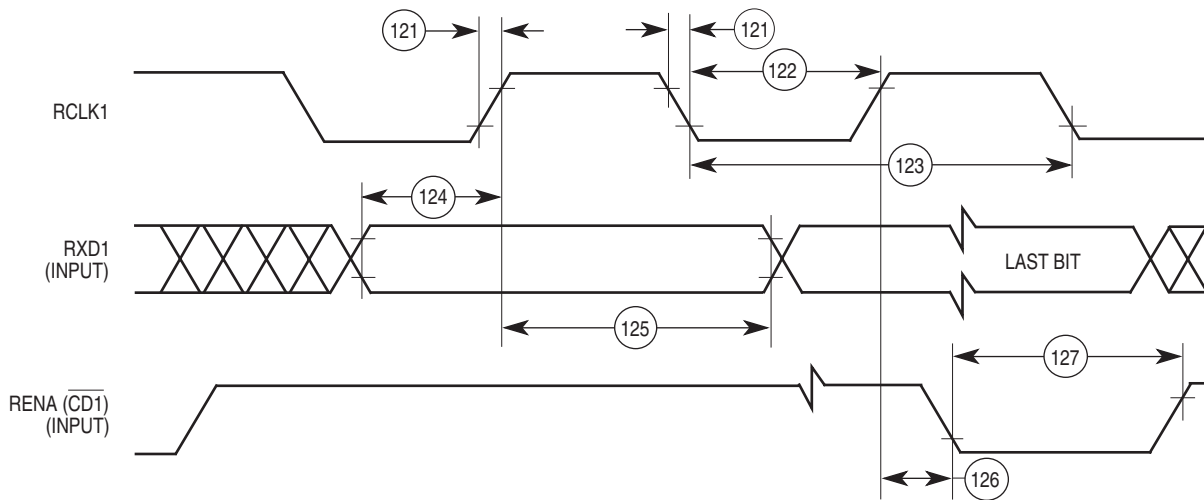 121
121
122
RCLK1
123
124
RXD1
(INPUT)
LAST BIT
125
127
RENA (CD1)
(INPUT)
126